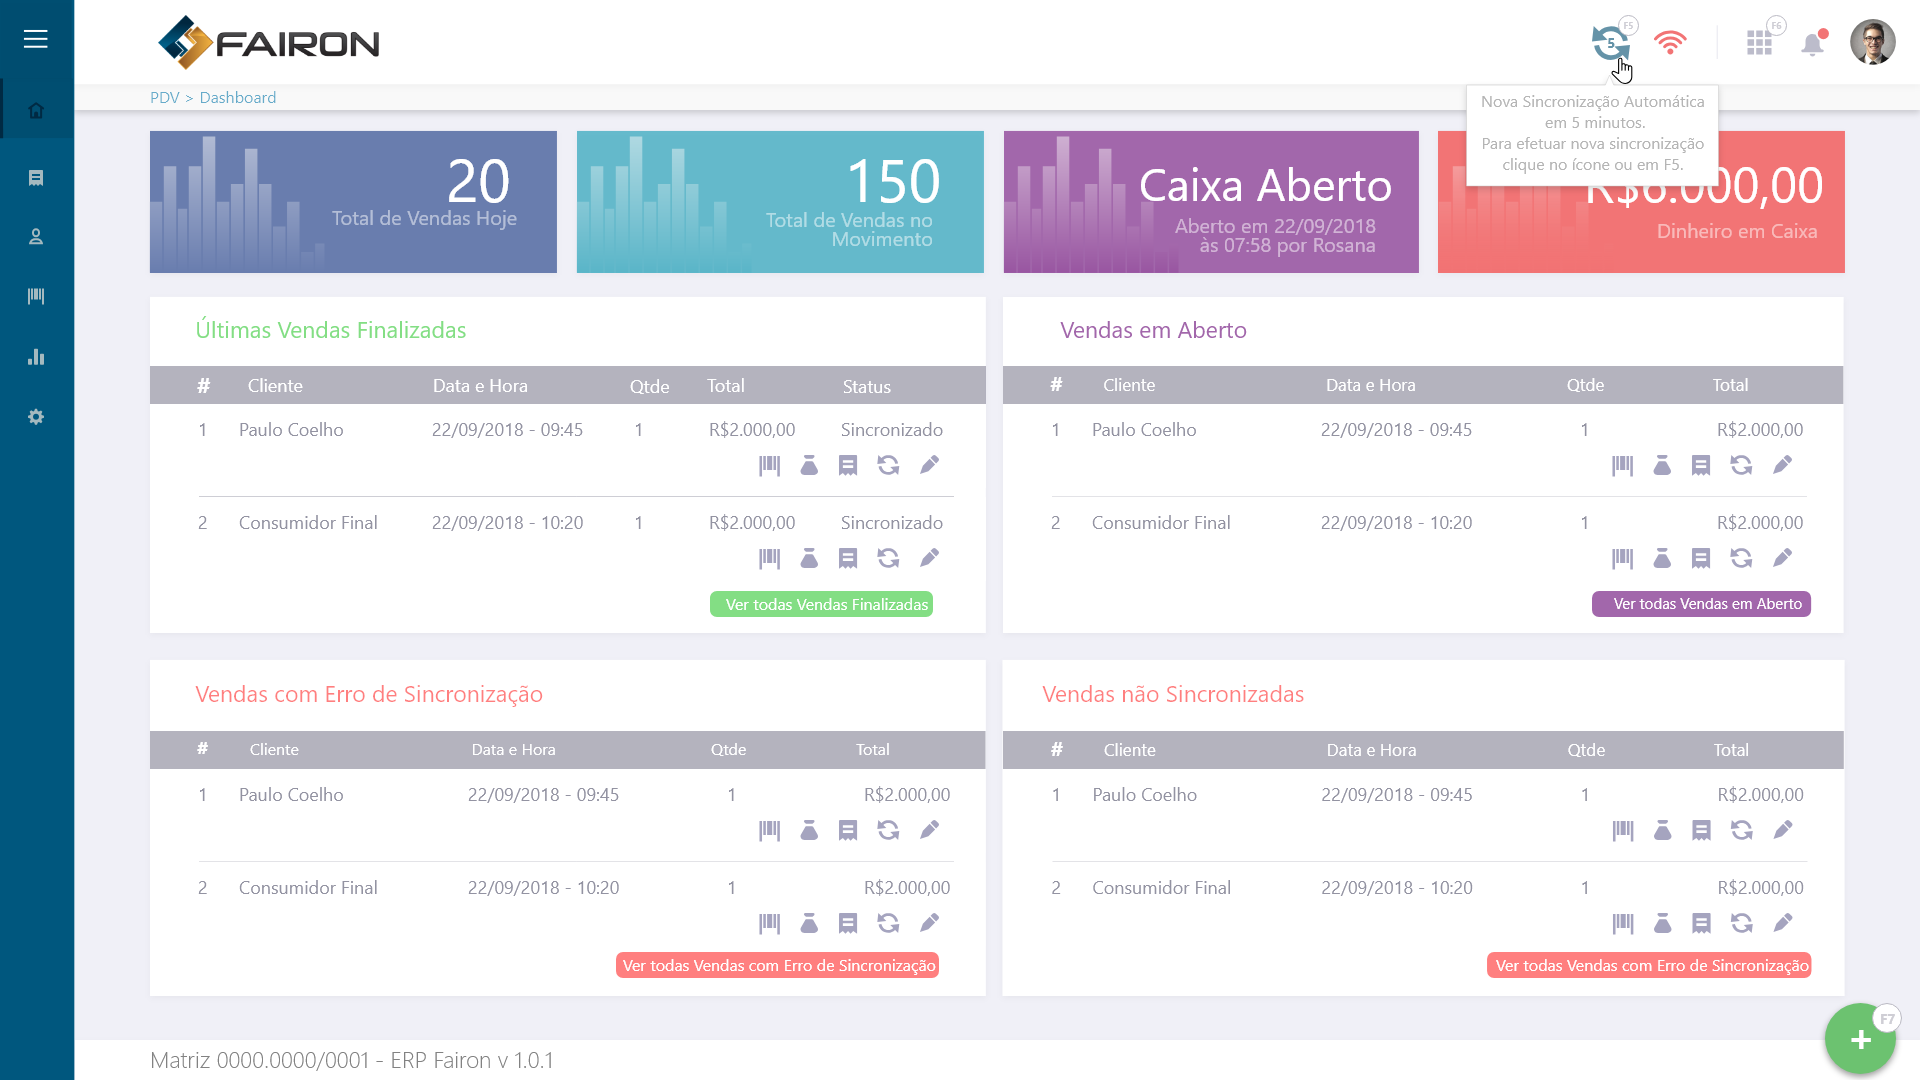 FAIRON
5
F5
F6
PDV > Dashboard
Nova Sincronização Automática
em 5 minutos.
Para efetuar nova sincronização
clique no ícone ou em F5.
20
Total de Vendas Hoje
150
Total de Vendas no
Movimento
Caixa Aberto
Aberto em 22/09/2018
às 07:58 por Rosana
R$6.000,00
Dinheiro em Caixa
Últimas Vendas Finalizadas
# Cliente Data e Hora Qtde Total Status
1 Paulo Coelho 22/09/2018 - 09:45 1 R$2.000,00 Sincronizado
2 Consumidor Final 22/09/2018 - 10:20 1 R$2.000,00 Sincronizado
Ver todas Vendas Finalizadas
Vendas em Aberto
# Cliente Data e Hora Qtde Total
1 Paulo Coelho 22/09/2018 - 09:45 1 R$2.000,00
2 Consumidor Final 22/09/2018 - 10:20 1 R$2.000,00
Ver todas Vendas em Aberto
Vendas com Erro de Sincronização
# Cliente Data e Hora Qtde Total
1 Paulo Coelho 22/09/2018 - 09:45 1 R$2.000,00
2 Consumidor Final 22/09/2018 - 10:20 1 R$2.000,00
Ver todas Vendas com Erro de Sincronização
Vendas não Sincronizadas
# Cliente Data e Hora Qtde Total
1 Paulo Coelho 22/09/2018 - 09:45 1 R$2.000,00
2 Consumidor Final 22/09/2018 - 10:20 1 R$2.000,00
Ver todas Vendas com Erro de Sincronização
F7
+
Matriz 0000.0000/0001 - ERP Fairon v 1.0.1